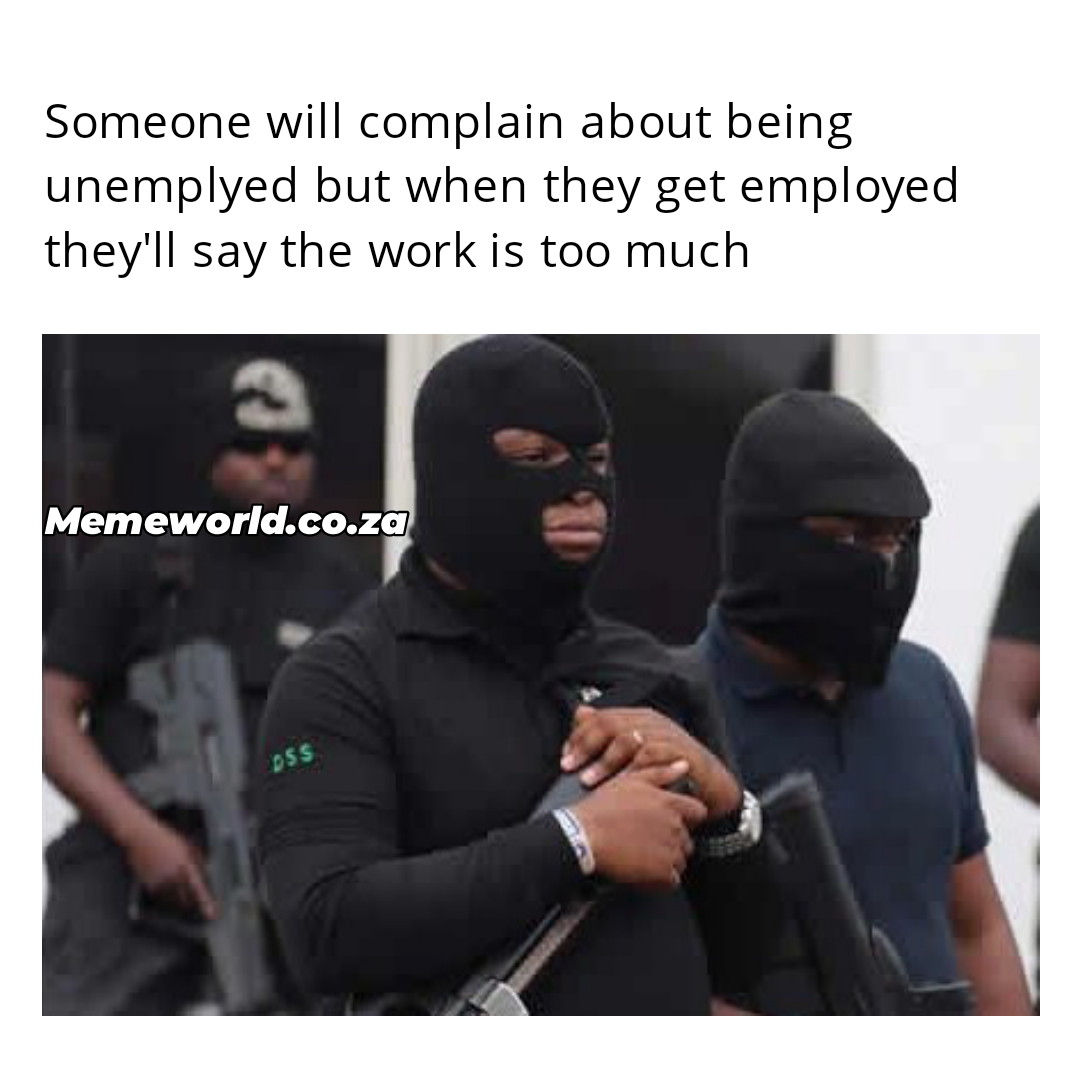 Someone will complain about being
unemplyed but when they get employed
they'll say the work is too much
Memeworld.co.za
DSS